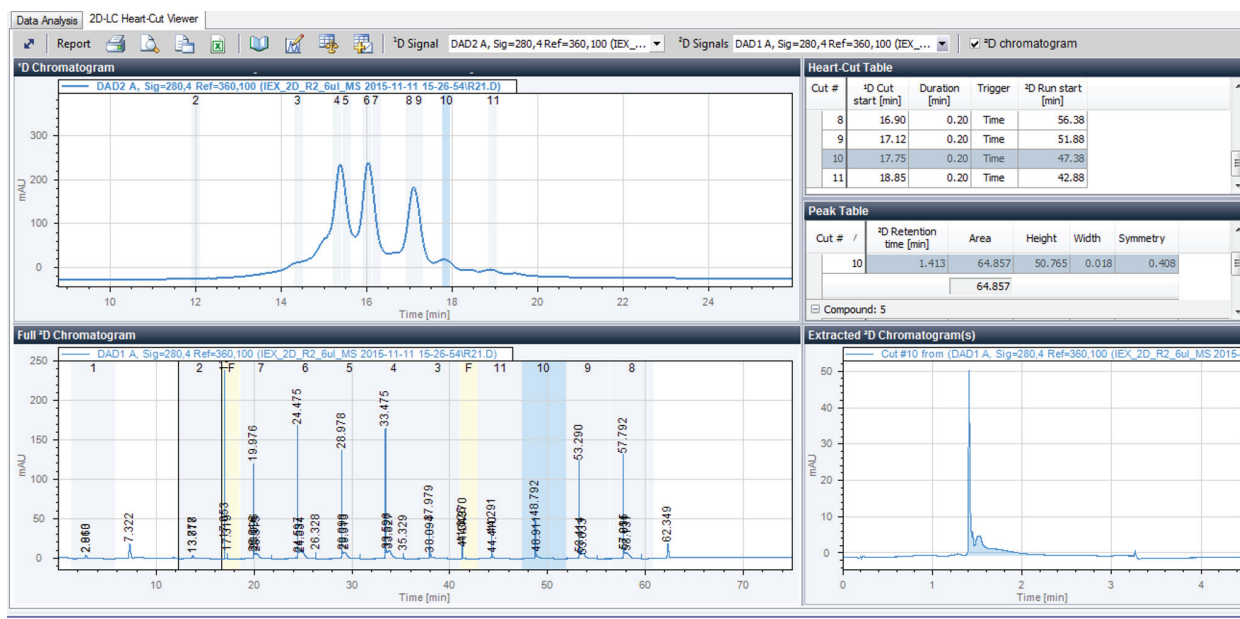 Data Analysis 2D-LC Heart-Cut Viewer
Report ¹D Signal DAD2 A, Sig=280,4 Ref=360,100 (IEX_... ²D Signals DAD1 A, Sig=280,4 Ref=360,100 (IEX_... ²D chromatogram
¹D Chromatogram
DAD2 A, Sig=280,4 Ref=360,100 (IEX_2D_R2_6ul_MS 2015-11-11 15-26-54\R21.D)
2 3 4 5 6 7 8 9 10 11
300
200
100
0
mAU
10 12 14 16 18 20 22 24
Time [min]
Heart-Cut Table
Cut # ¹D Cut start [min] Duration [min] Trigger ²D Run start [min]
8 16.90 0.20 Time 56.38
9 17.12 0.20 Time 51.88
10 17.75 0.20 Time 47.38
11 18.85 0.20 Time 42.88
Peak Table
Cut # / ²D Retention time [min] Area Height Width Symmetry
10 1.413 64.857 50.765 0.018 0.408
64.857
Compound: 5
Full ²D Chromatogram
DAD1 A, Sig=280,4 Ref=360,100 (IEX_2D_R2_6ul_MS 2015-11-11 15-26-54\R21.D)
1 2 F 7 6 5 4 3 F 11 10 9 8
250
200
150
100
50
0
mAU
7.322
19.976
24.475
26.328
28.978
33.475
35.329
37.979
38.094
44.291
48.792
48.911
53.290
57.792
62.349
10 20 30 40 50 60 70
Time [min]
Extracted ²D Chromatogram(s)
Cut #10 from (DAD1 A, Sig=280,4 Ref=360,100 (IEX_2D_R2_6ul_MS 2015-
50
40
30
20
10
0
mAU
0 1 2 3 4
Time [min]